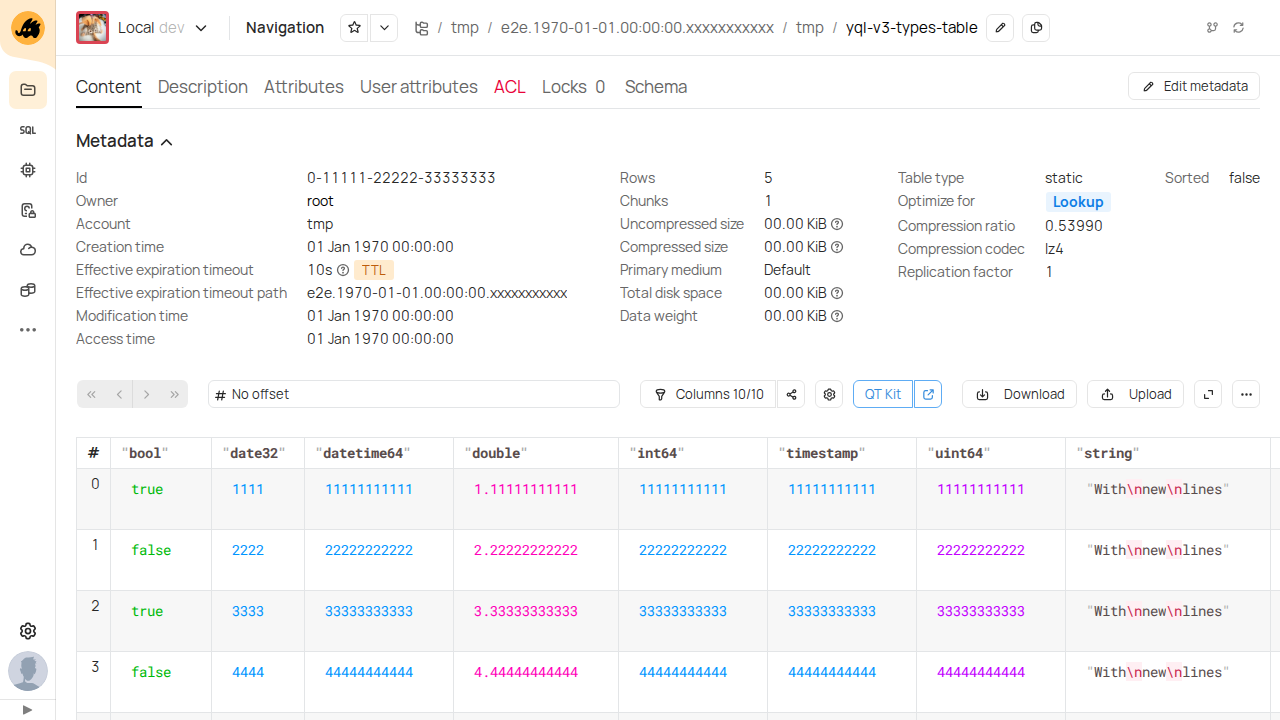 Local dev Navigation / tmp / e2e.1970-01-01.00:00:00.xxxxxxxxxxx / tmp / yql-v3-types-table
Content Description Attributes User attributes ACL Locks 0 Schema Edit metadata
SQL
Metadata
Id 0-11111-22222-33333333 Rows 5 Table type static Sorted false
Owner root Chunks 1 Optimize for Lookup
Account tmp Uncompressed size 00.00 KiB Compression ratio 0.53990
Creation time 01 Jan 1970 00:00:00 Compressed size 00.00 KiB Compression codec lz4
Effective expiration timeout 10s TTL Primary medium Default Replication factor 1
Effective expiration timeout path e2e.1970-01-01.00:00:00.xxxxxxxxxxx Total disk space 00.00 KiB
Modification time 01 Jan 1970 00:00:00 Data weight 00.00 KiB
Access time 01 Jan 1970 00:00:00
# No offset Columns 10/10 QT Kit Download Upload
# "bool" "date32" "datetime64" "double" "int64" "timestamp" "uint64" "string"
0 true 1111 11111111111 1.11111111111 11111111111 11111111111 11111111111 "With\nnew\nlines"
1 false 2222 22222222222 2.22222222222 22222222222 22222222222 22222222222 "With\nnew\nlines"
2 true 3333 33333333333 3.33333333333 33333333333 33333333333 33333333333 "With\nnew\nlines"
3 false 4444 44444444444 4.44444444444 44444444444 44444444444 44444444444 "With\nnew\nlines"